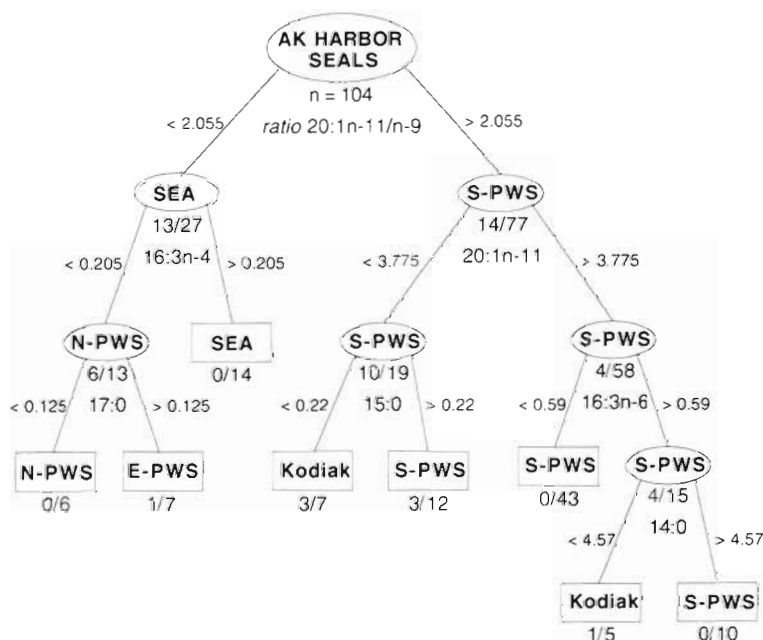 AK HARBOR
SEALS
n = 104
ratio 20:1n-11/n-9
< 2.055
> 2.055
SEA
S-PWS
13/27
14/77
16:3n-4
20:1n-11
< 0.205
> 0.205
< 3.775
> 3.775
N-PWS
SEA
S-PWS
S-PWS
6/13
0/14
10/19
4/58
17:0
15:0
16:3n-6
< 0.125
> 0.125
< 0.22
> 0.22
< 0.59
> 0.59
N-PWS
E-PWS
Kodiak
S-PWS
S-PWS
S-PWS
0/6
1/7
3/7
3/12
0/43
4/15
14:0
< 4.57
> 4.57
Kodiak
S-PWS
1/5
0/10